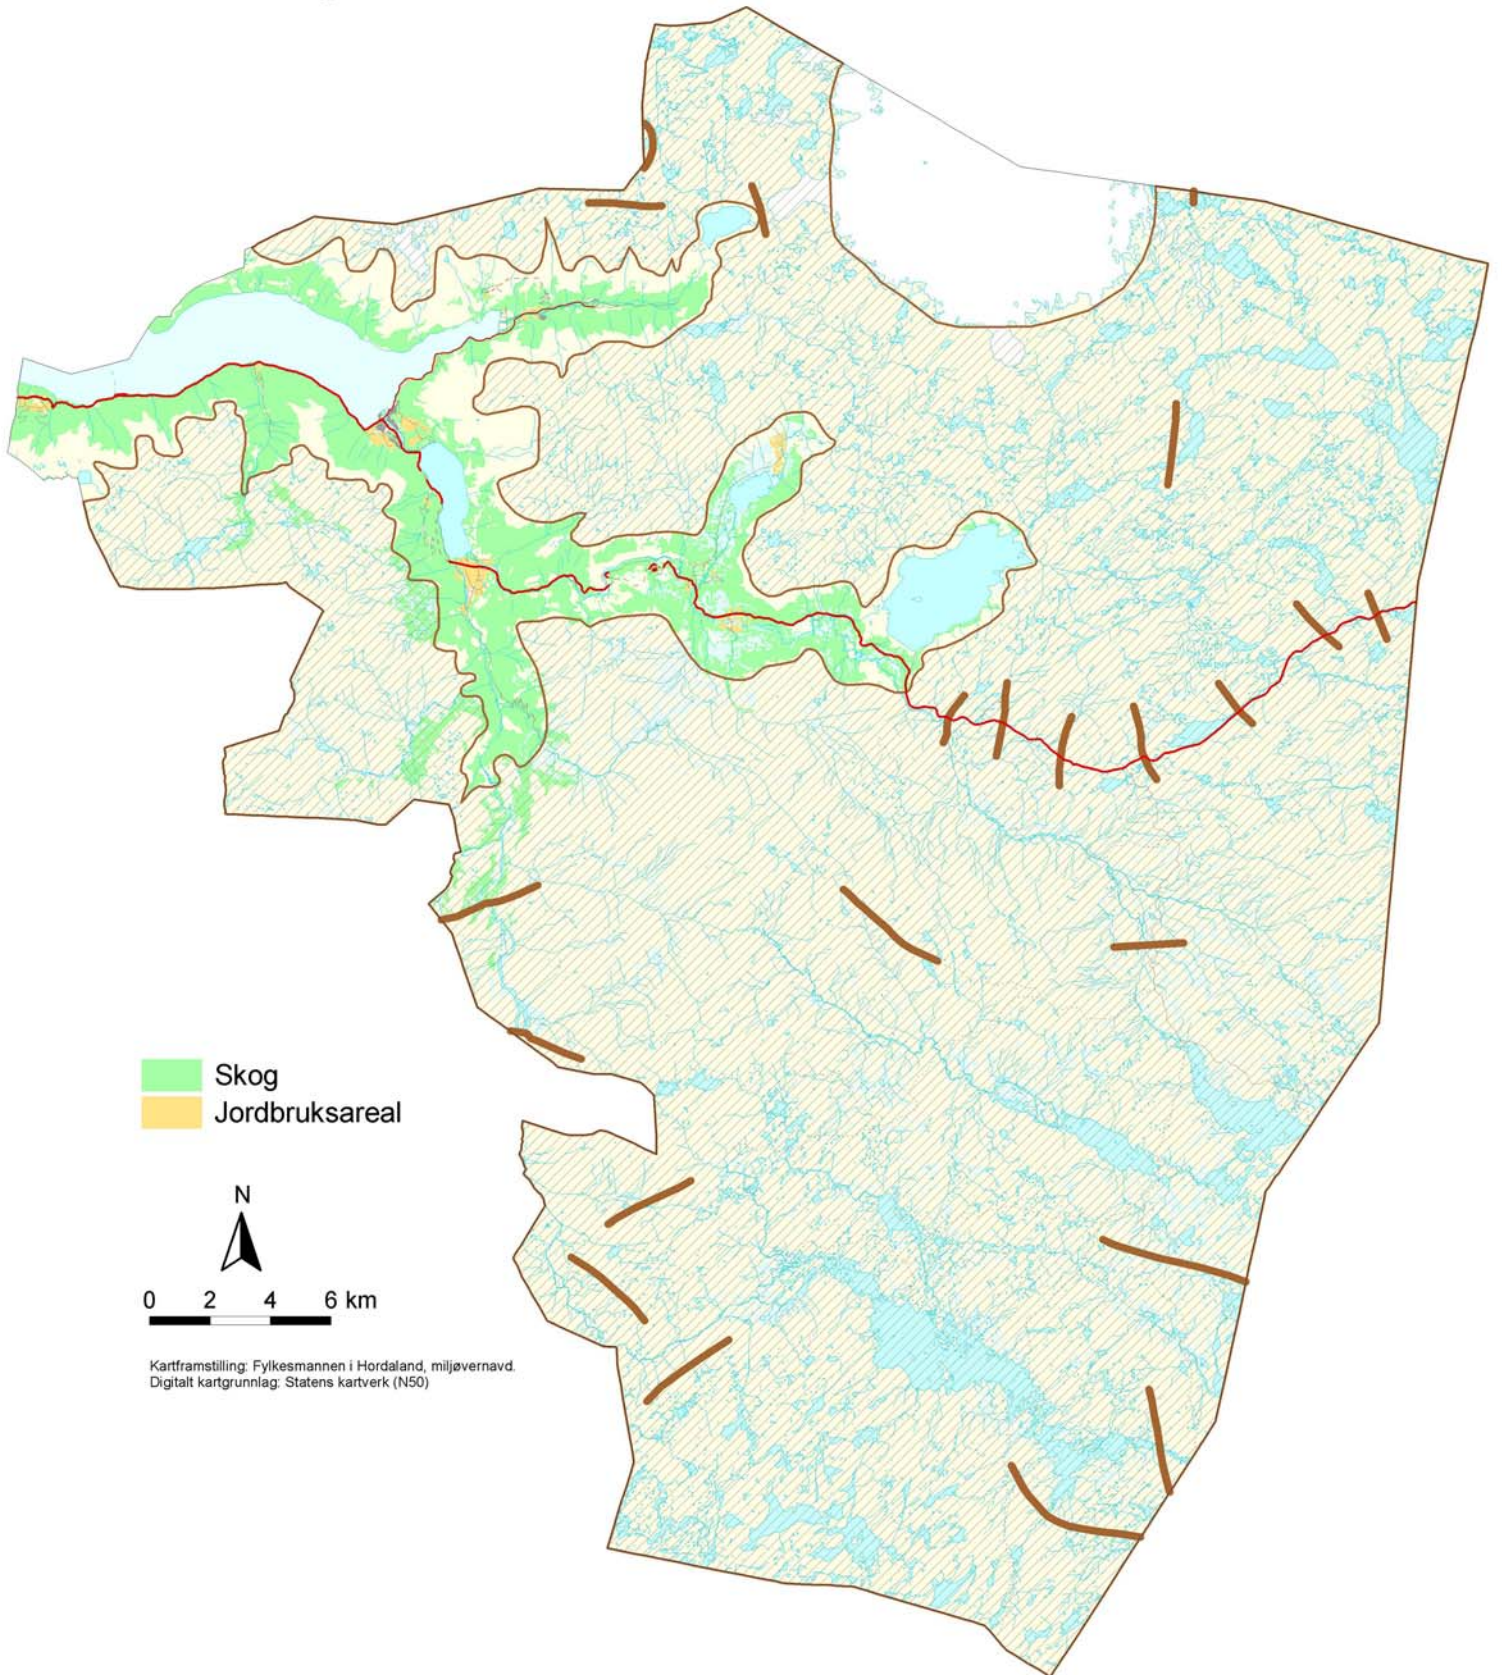 Skog
Jordbruksareal
N
0 2 4 6 km
Kartframstilling: Fylkesmannen i Hordaland, miljøvernavd.
Digitalt kartgrunnlag: Statens kartverk (N50)